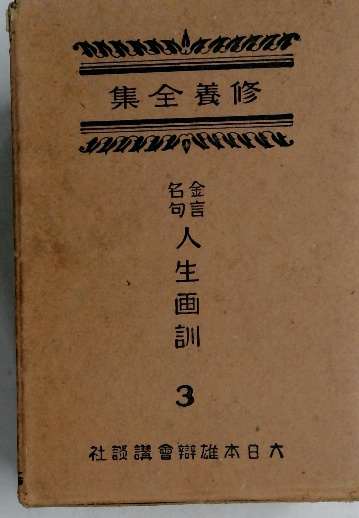 修養全集
金言
名句
人生画訓
3
大日本雄辯會講談社